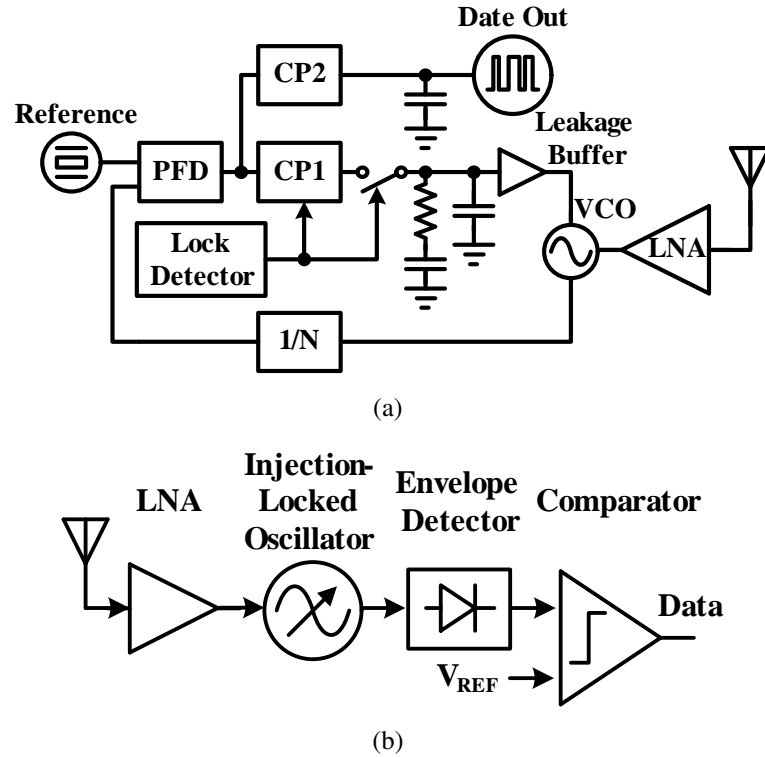 Date Out
CP2
Reference
Leakage
Buffer
PFD
CP1
VCO
Lock
Detector
LNA
1/N
(a)
Injection-
Locked
Oscillator
LNA
Envelope
Detector
Comparator
Data
VREF
(b)